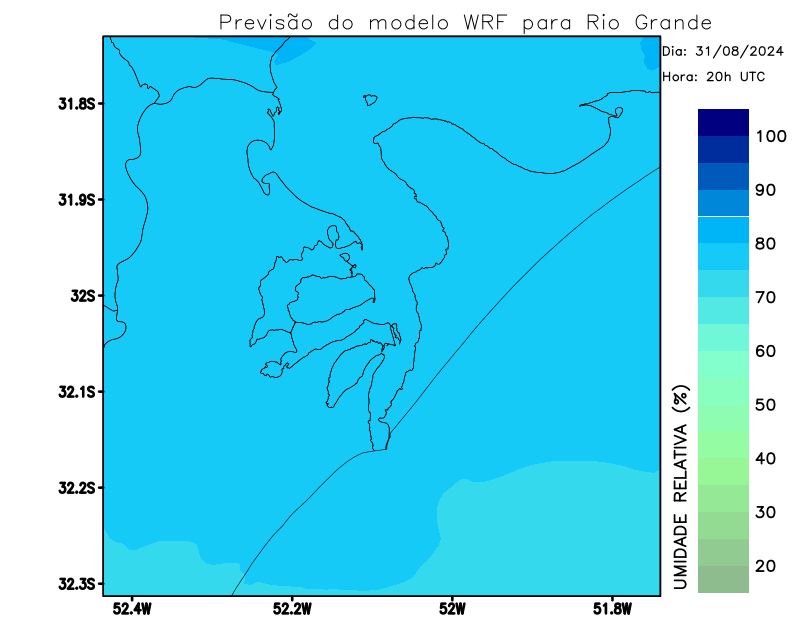 Previsão do modelo WRF para Rio Grande
Dia: 31/08/2024
Hora: 20h UTC
31.8S
31.9S
32S
32.1S
32.2S
32.3S
52.4W
52.2W
52W
51.8W
100
90
80
70
60
50
40
30
20
UMIDADE RELATIVA (%)